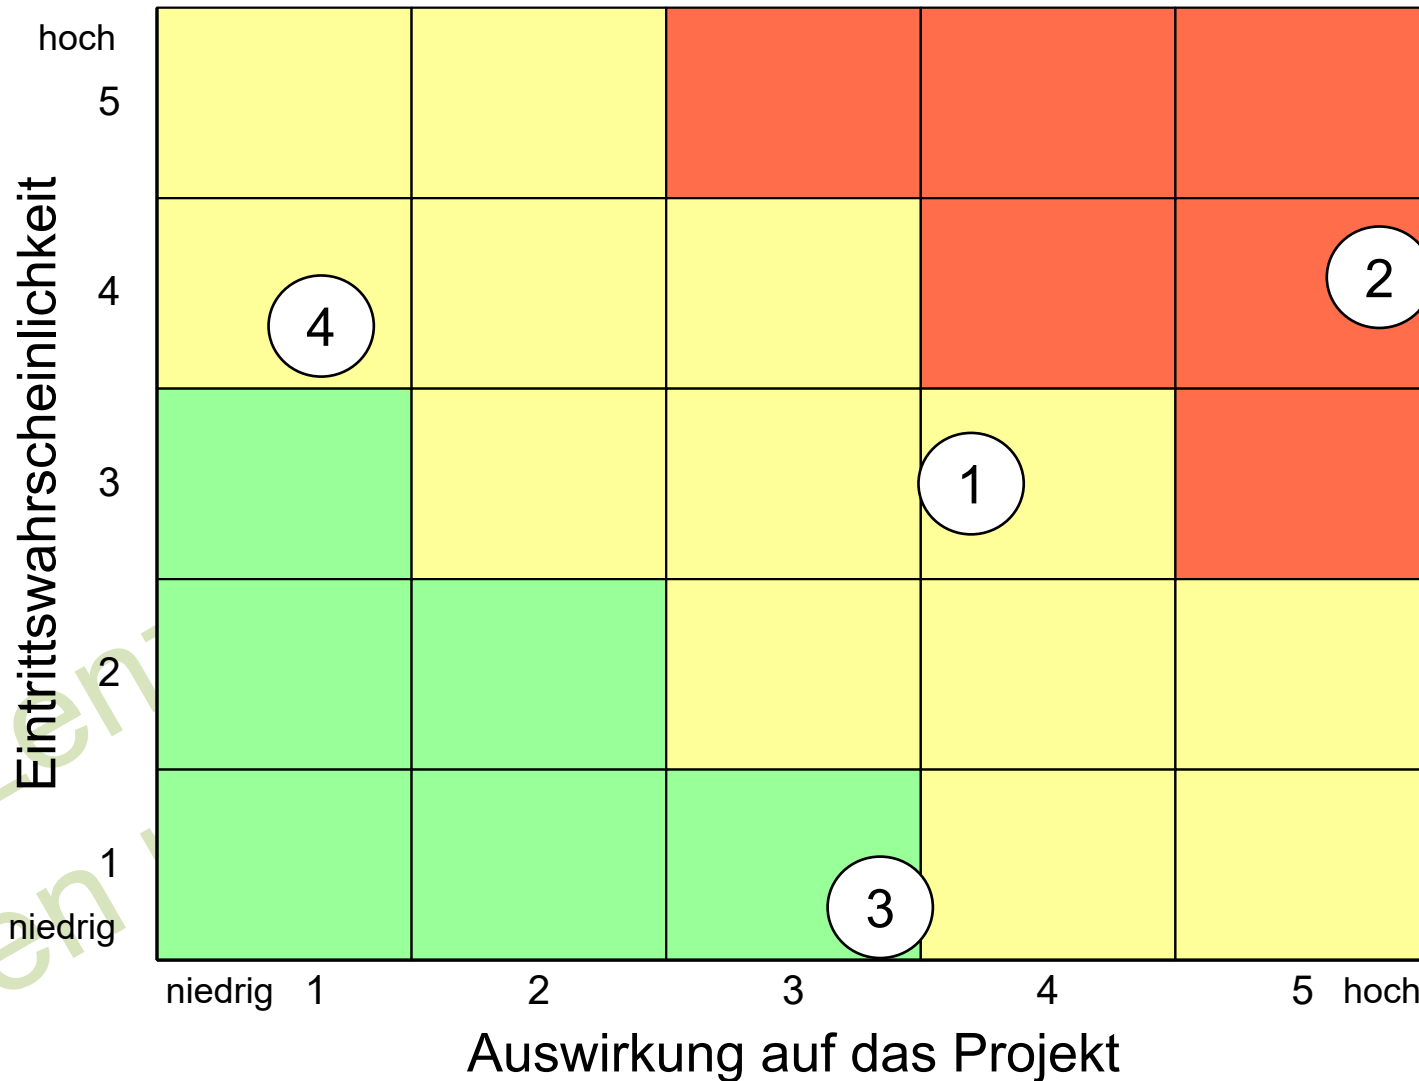 hoch
5
4
3
2
1
niedrig
Eintrittswahrscheinlichkeit
4
2
1
3
niedrig 1 2 3 4 5 hoch
Auswirkung auf das Projekt